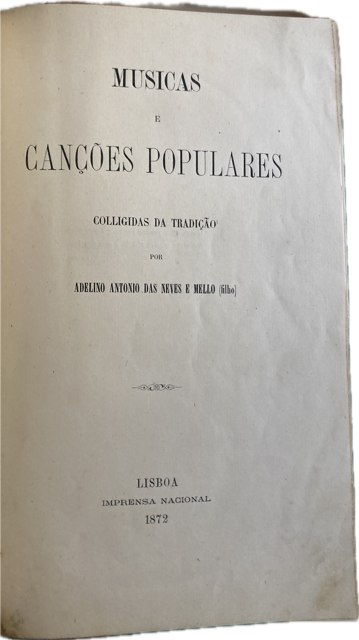 MUSICAS
E
CANÇÕES POPULARES
COLLIGIDAS DA TRADIÇÃO
POR
ADELINO ANTONIO DAS NEVES E MELLO (filho)
LISBOA
IMPRENSA NACIONAL
1872